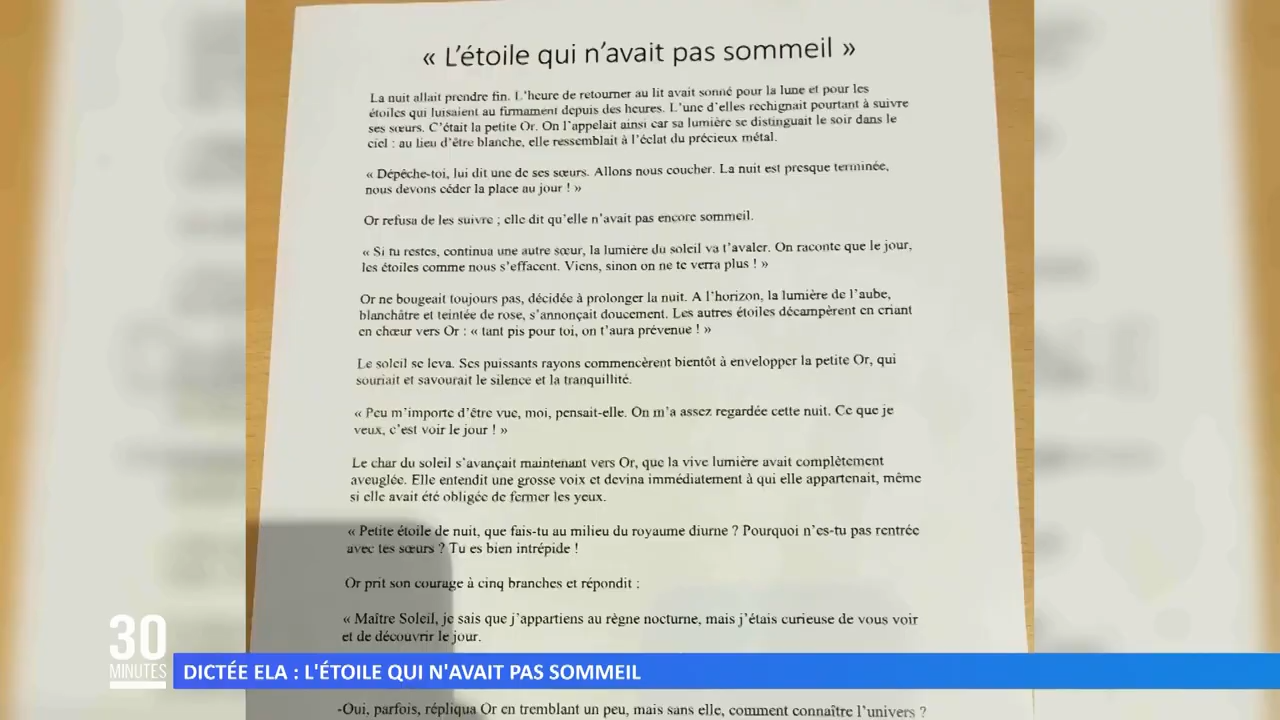 « L'étoile qui n'avait pas sommeil »
La nuit allait prendre fin. L'heure de retourner au lit avait sonné pour la lune et pour les
étoiles qui luisaient au firmament depuis des heures. L'une d'elles rechignait pourtant à suivre
ses sœurs. C'était la petite Or. On l'appelait ainsi car sa lumière se distinguait le soir dans le
ciel : au lieu d'être blanche, elle ressemblait à l'éclat du précieux métal.
« Dépêche-toi, lui dit une de ses sœurs. Allons nous coucher. La nuit est presque terminée,
nous devons céder la place au jour ! »
Or refusa de les suivre ; elle dit qu'elle n'avait pas encore sommeil.
« Si tu restes, continua une autre sœur, la lumière du soleil va t'avaler. On raconte que le jour,
les étoiles comme nous s'effacent. Viens, sinon on ne te verra plus ! »
Or ne bougeait toujours pas, décidée à prolonger la nuit. A l'horizon, la lumière de l'aube,
blanchâtre et teintée de rose, s'annonçait doucement. Les autres étoiles décampèrent en criant
en chœur vers Or : « tant pis pour toi, on t'aura prévenue ! »
Le soleil se leva. Ses puissants rayons commencèrent bientôt à envelopper la petite Or, qui
souriait et savourait le silence et la tranquillité.
« Peu m'importe d'être vue, moi, pensait-elle. On m'a assez regardée cette nuit. Ce que je
veux, c'est voir le jour ! »
Le char du soleil s'avançait maintenant vers Or, que la vive lumière avait complètement
aveuglée. Elle entendit une grosse voix et devina immédiatement à qui elle appartenait, même
si elle avait été obligée de fermer les yeux.
« Petite étoile de nuit, que fais-tu au milieu du royaume diurne ? Pourquoi n'es-tu pas rentrée
avec tes sœurs ? Tu es bien intrépide !
Or prit son courage à cinq branches et répondit :
« Maître Soleil, je sais que j'appartiens au règne nocturne, mais j'étais curieuse de vous voir
et de découvrir le jour.
30
MINUTES
DICTÉE ELA : L'ÉTOILE QUI N'AVAIT PAS SOMMEIL
-Oui, parfois, répliqua Or en tremblant un peu, mais sans elle, comment connaître l'univers ?